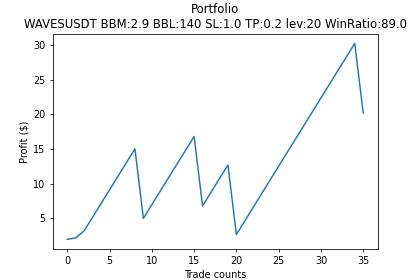 Portfolio
WAVESUSDT BBM:2.9 BBL:140 SL:1.0 TP:0.2 lev:20 WinRatio:89.0
30
25
20
15
10
5
Profit ($)
0 5 10 15 20 25 30 35
Trade counts